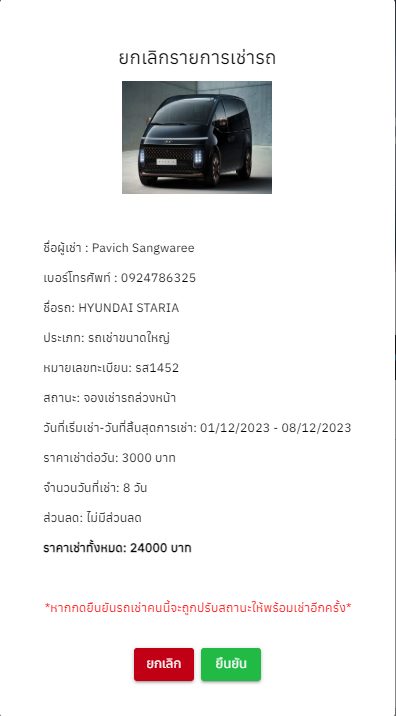 ยกเลิกรายการเช่ารถ
ชื่อผู้เช่า : Pavich Sangwaree
เบอร์โทรศัพท์ : 0924786325
ชื่อรถ: HYUNDAI STARIA
ประเภท: รถเช่าขนาดใหญ่
หมายเลขทะเบียน: รส1452
สถานะ: จองเช่ารถล่วงหน้า
วันที่เริ่มเช่า-วันที่สิ้นสุดการเช่า: 01/12/2023 - 08/12/2023
ราคาเช่าต่อวัน: 3000 บาท
จำนวนวันที่เช่า: 8 วัน
ส่วนลด: ไม่มีส่วนลด
ราคาเช่าทั้งหมด: 24000 บาท
*หากกดยืนยันรถเช่าคนนี้จะถูกปรับสถานะให้พร้อมเช่าอีกครั้ง*
ยกเลิก ยืนยัน